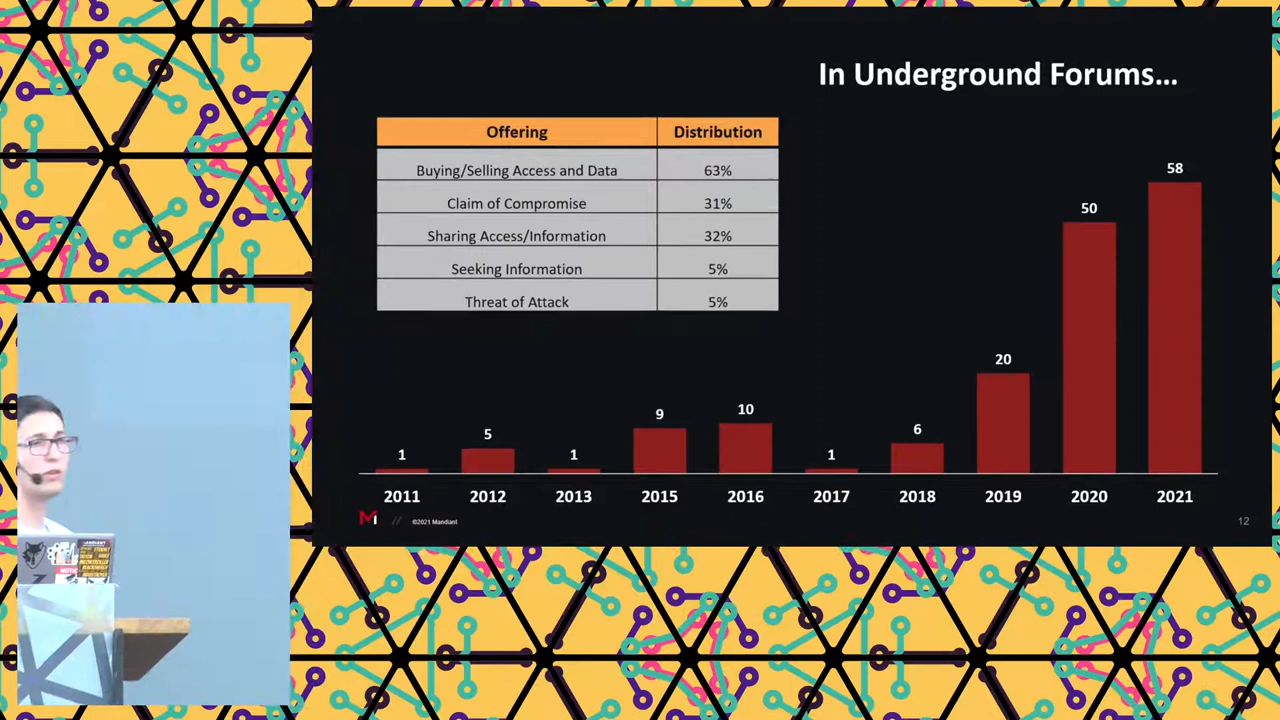 In Underground Forums...
Offering Distribution
Buying/Selling Access and Data 63%
Claim of Compromise 31%
Sharing Access/Information 32%
Seeking Information 5%
Threat of Attack 5%
1 5 1 9 10 1 6 20 50 58
2011 2012 2013 2015 2016 2017 2018 2019 2020 2021
M // ©2021 Mandiant 12